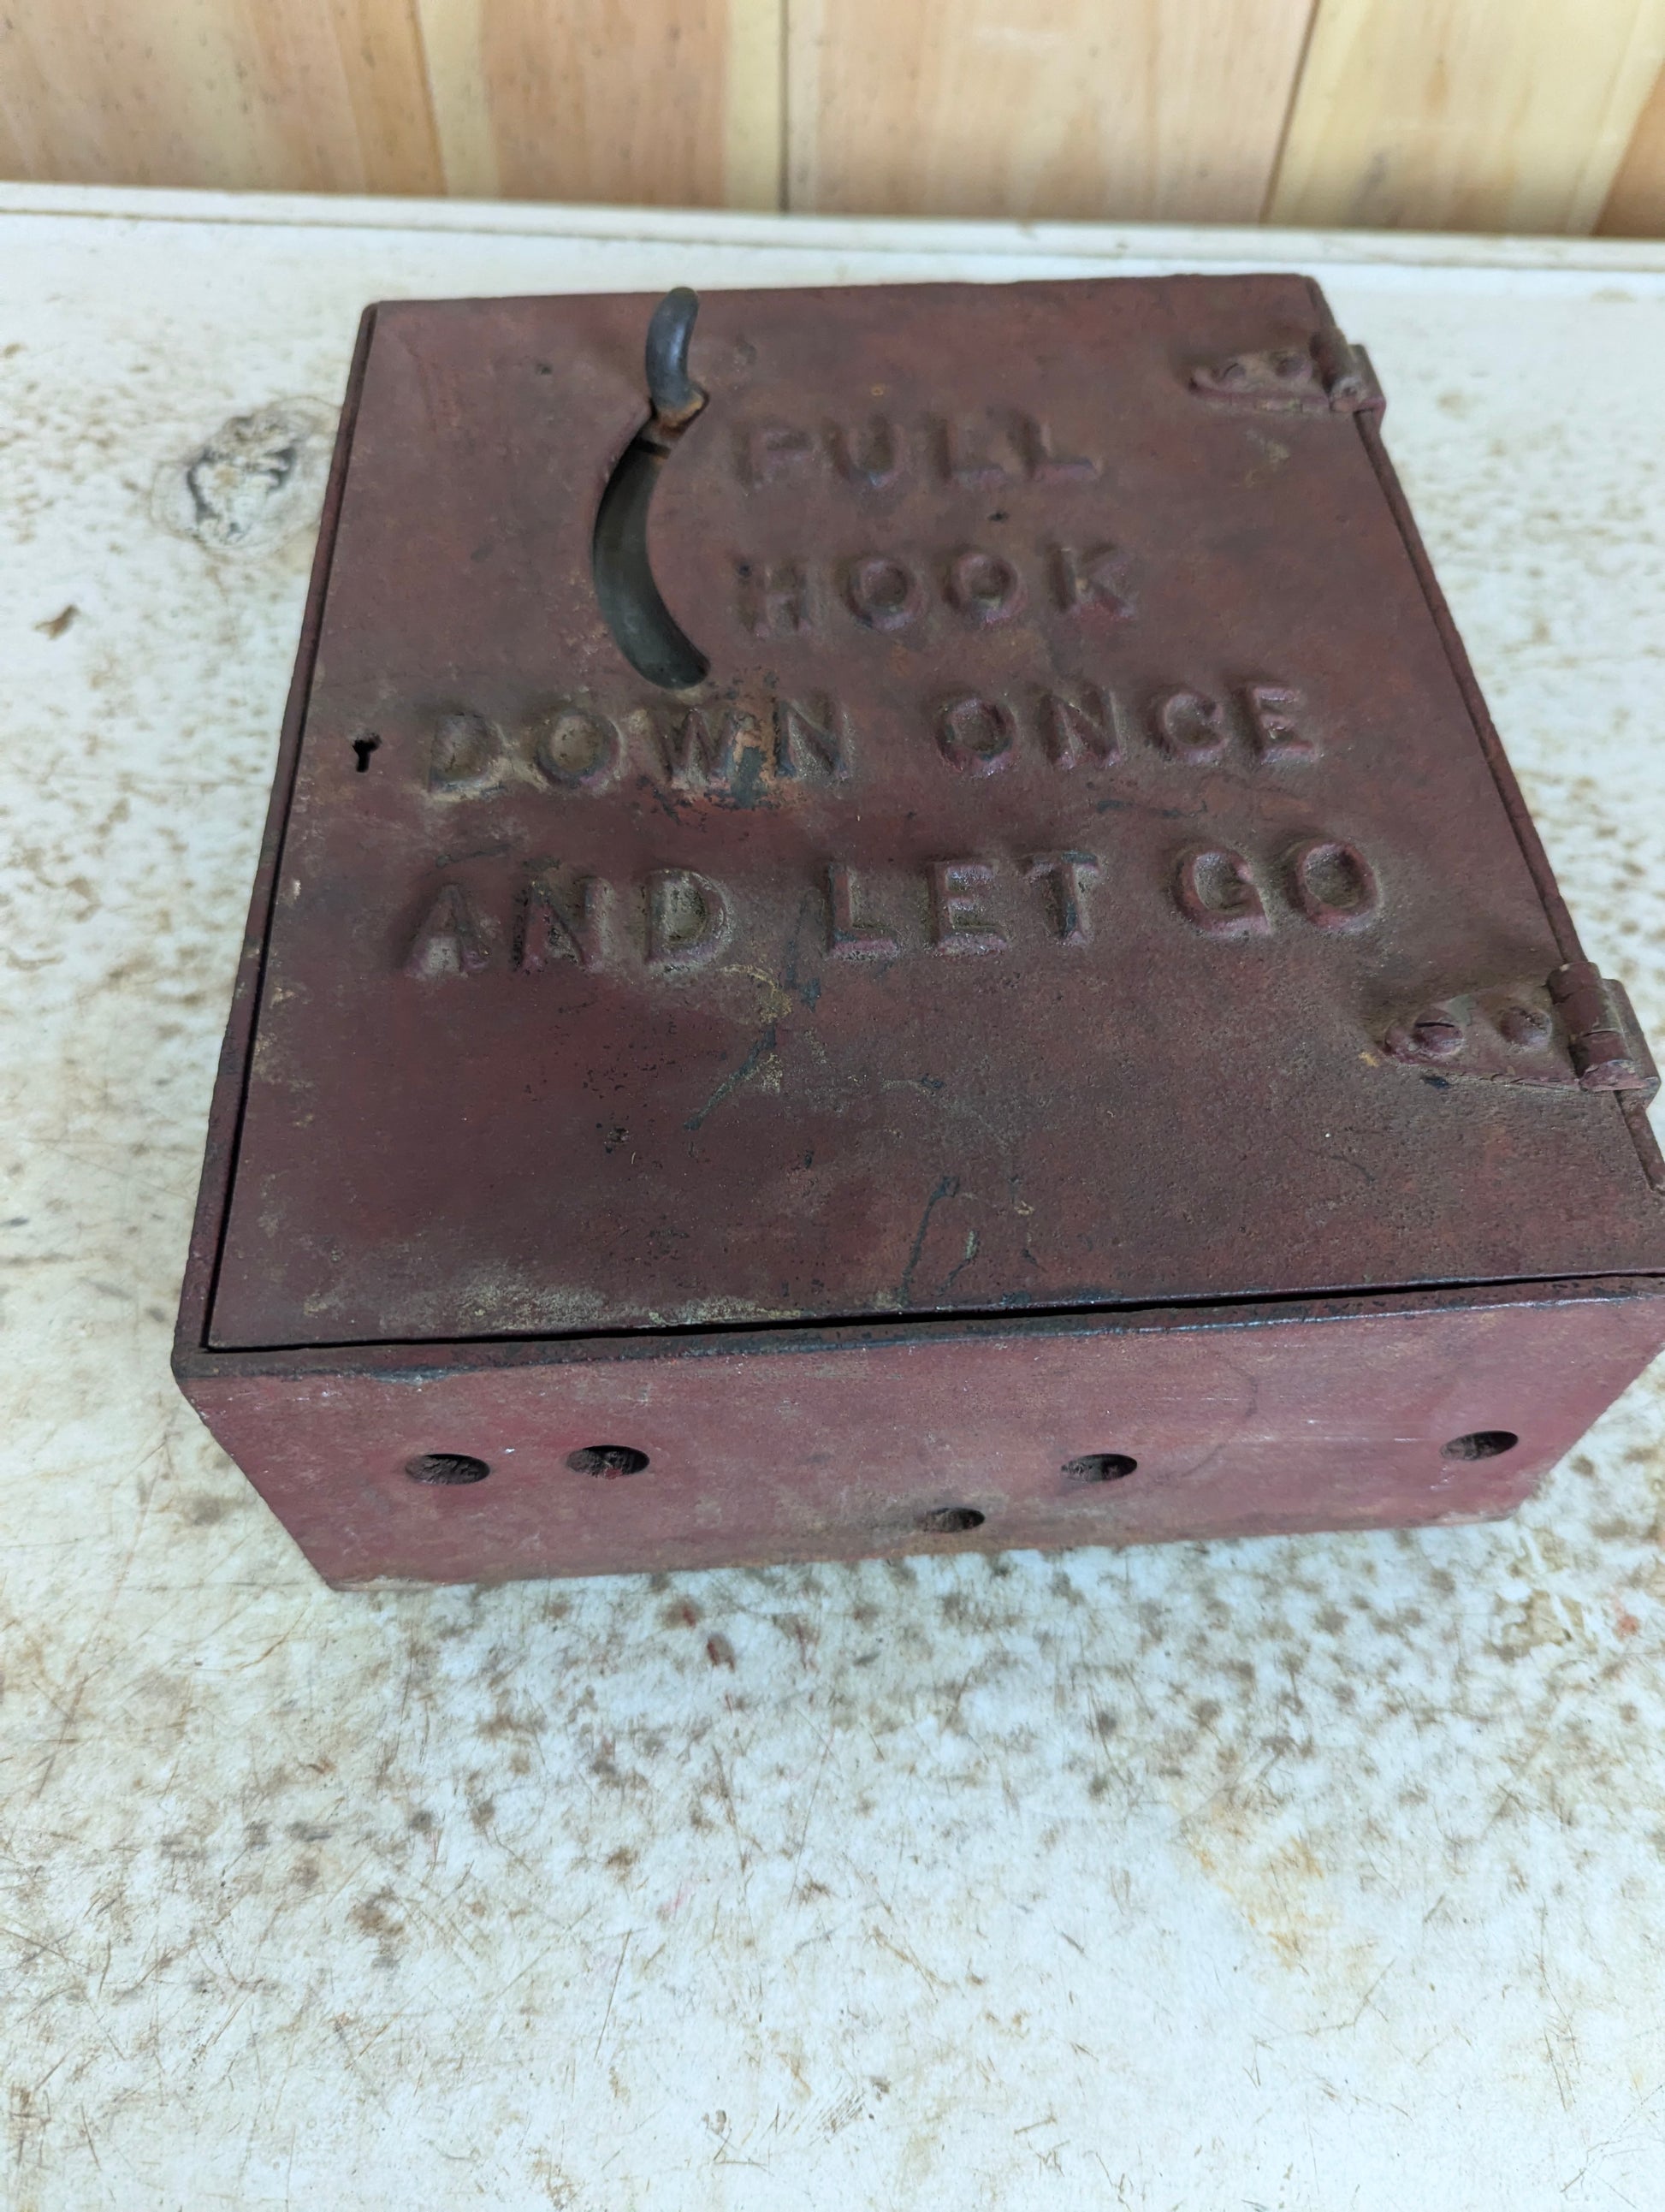 PULL
HOOK
DOWN ONCE
AND LET GO